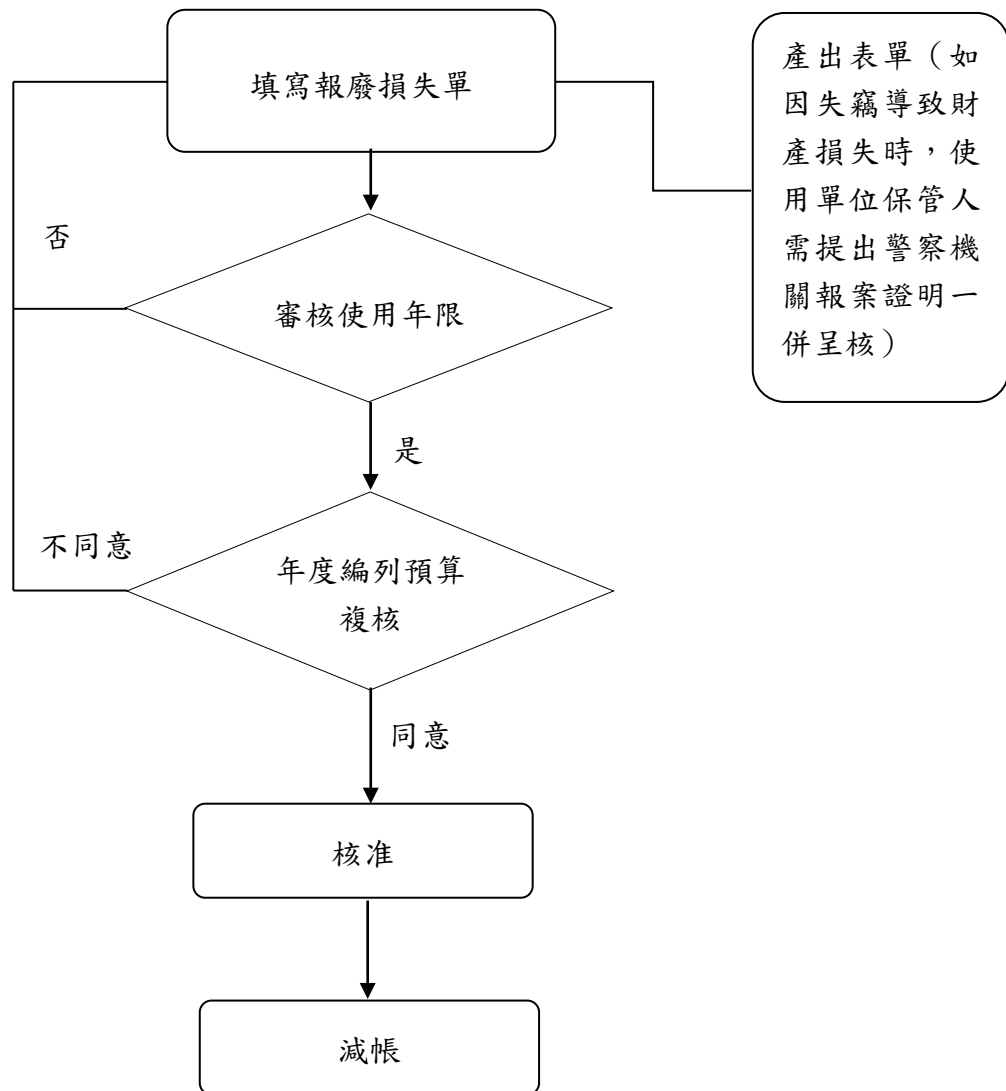 填寫報廢損失單
產出表單（如
因失竊導致財
產損失時，使
用單位保管人
需提出警察機
關報案證明一
併呈核）
否
審核使用年限
是
不同意
年度編列預算
複核
同意
核准
減帳